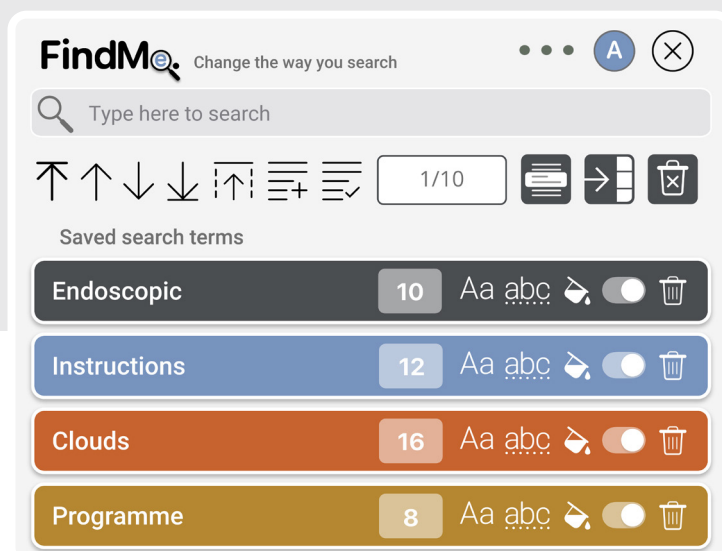 FindMe. Change the way you search
A
Type here to search
1/10
Saved search terms
Endoscopic 10 Aa abc
Instructions 12 Aa abc
Clouds 16 Aa abc
Programme 8 Aa abc